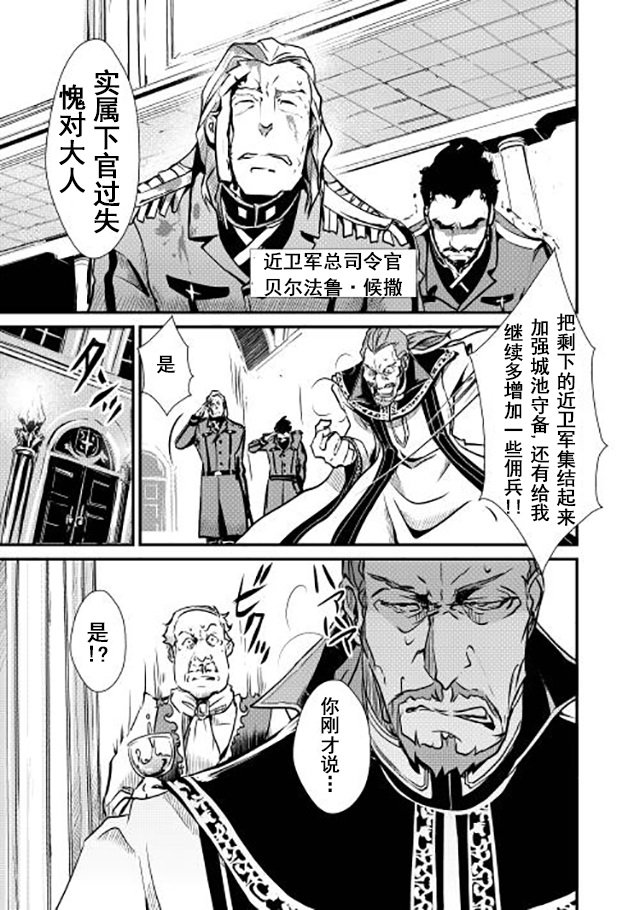 实属下官过失
愧对大人
近卫军总司令官
贝尔法鲁·候撒
把剩下的近卫军集结起来
加强城池守备，还有给我
继续多增加一些佣兵!!
是
ダンッ
你刚才说…
是!?